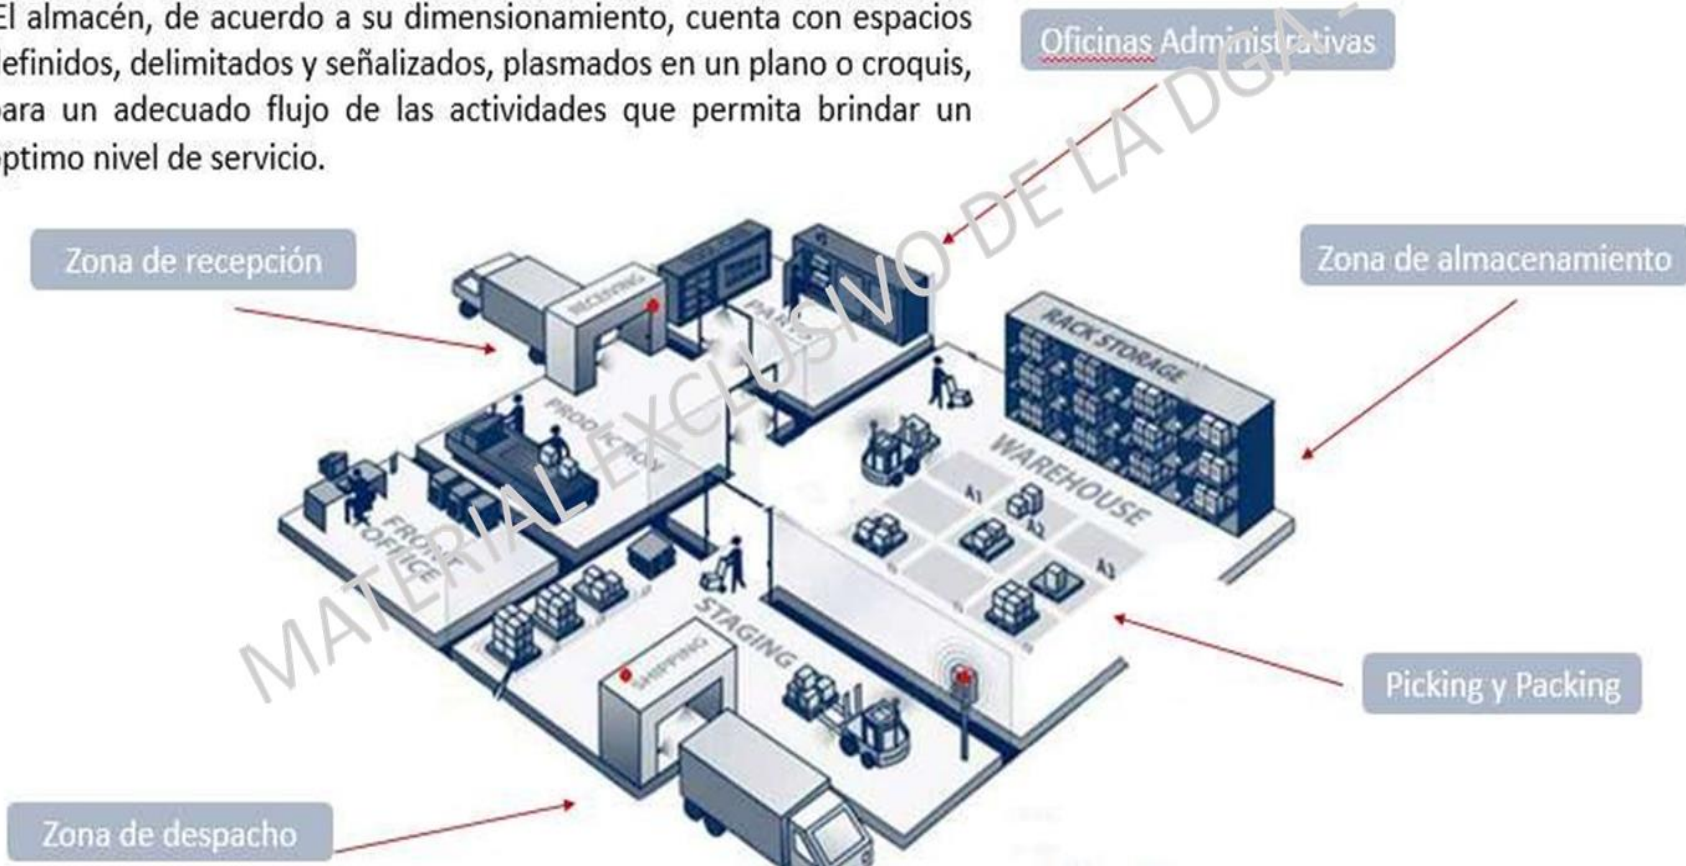 El almacén, de acuerdo a su dimensionamiento, cuenta con espacios
definidos, delimitados y señalizados, plasmados en un plano o croquis,
para un adecuado flujo de las actividades que permita brindar un
óptimo nivel de servicio.
Oficinas Administrativas
Zona de recepción
Zona de almacenamiento
RECEIVING
PARTS
RACK STORAGE
PRODUCTION
WAREHOUSE
A1
A2
A3
FRONT
OFFICE
STAGING
SHIPPING
Picking y Packing
Zona de despacho
MATERIAL EXCLUSIVO DE LA DGA -